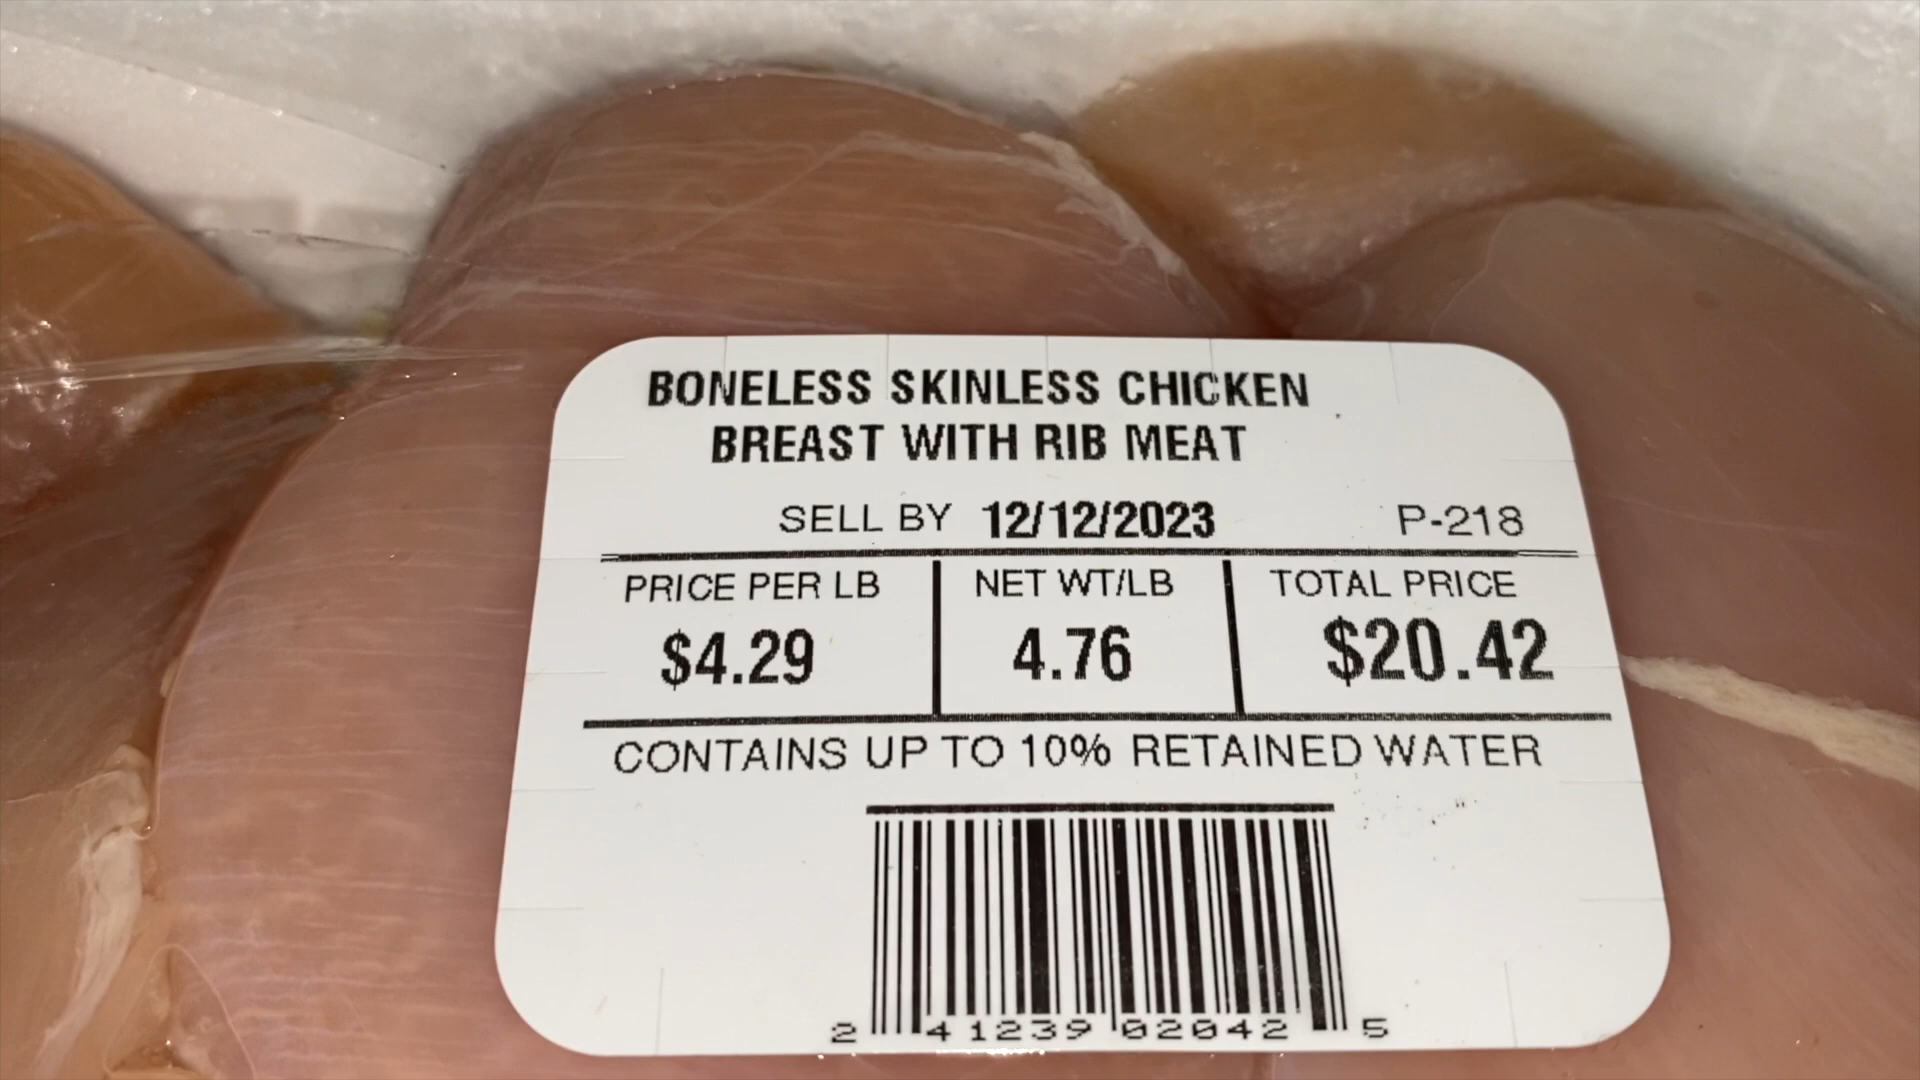 BONELESS SKINLESS CHICKEN
BREAST WITH RIB MEAT
SELL BY 12/12/2023 P-218
PRICE PER LB NET WT/LB TOTAL PRICE
$4.29 4.76 $20.42
CONTAINS UP TO 10% RETAINED WATER
2 41239 02042 5